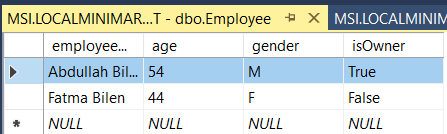 MSI.LOCALMINIMAR...T - dbo.Employee MSI.LOCALMINIM
employee... age gender isOwner
Abdullah Bil... 54 M True
Fatma Bilen 44 F False
* NULL NULL NULL NULL